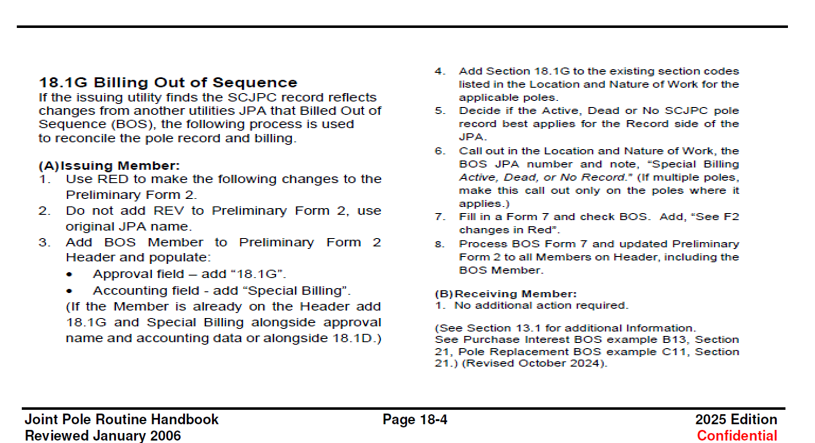 18.1G Billing Out of Sequence
If the issuing utility finds the SCJPC record reflects
changes from another utilities JPA that Billed Out of
Sequence (BOS), the following process is used
to reconcile the pole record and billing.
(A)Issuing Member:
1. Use RED to make the following changes to the
Preliminary Form 2.
2. Do not add REV to Preliminary Form 2, use
original JPA name.
3. Add BOS Member to Preliminary Form 2
Header and populate:
• Approval field – add “18.1G”.
• Accounting field - add “Special Billing”.
(If the Member is already on the Header add
18.1G and Special Billing alongside approval
name and accounting data or alongside 18.1D.)
4. Add Section 18.1G to the existing section codes
listed in the Location and Nature of Work for the
applicable poles.
5. Decide if the Active, Dead or No SCJPC pole
record best applies for the Record side of the
JPA.
6. Call out in the Location and Nature of Work, the
BOS JPA number and note, “Special Billing
Active, Dead, or No Record.” (If multiple poles,
make this call out only on the poles where it
applies.)
7. Fill in a Form 7 and check BOS. Add, “See F2
changes in Red”.
8. Process BOS Form 7 and updated Preliminary
Form 2 to all Members on Header, including the
BOS Member.
(B)Receiving Member:
1. No additional action required.
(See Section 13.1 for additional Information.
See Purchase Interest BOS example B13, Section
21, Pole Replacement BOS example C11, Section
21.) (Revised October 2024).
Joint Pole Routine Handbook Page 18-4 2025 Edition
Reviewed January 2006 Confidential